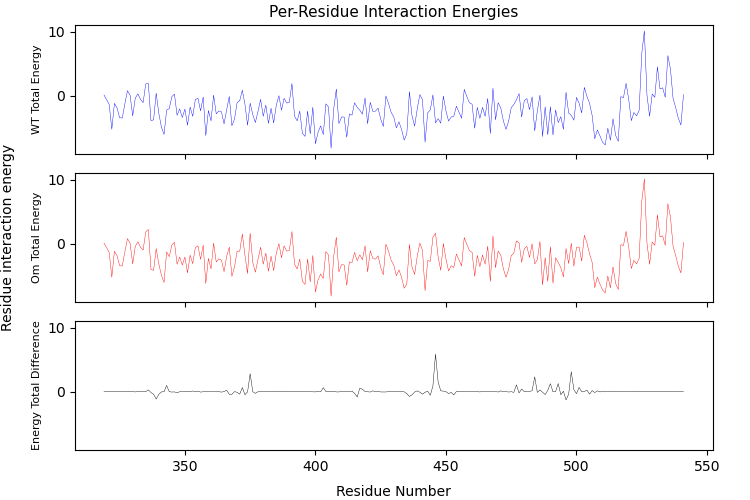 Per-Residue Interaction Energies
Residue interaction energy
WT Total Energy
10
0
Om Total Energy
10
0
Energy Total Difference
10
0
350
400
450
500
550
Residue Number